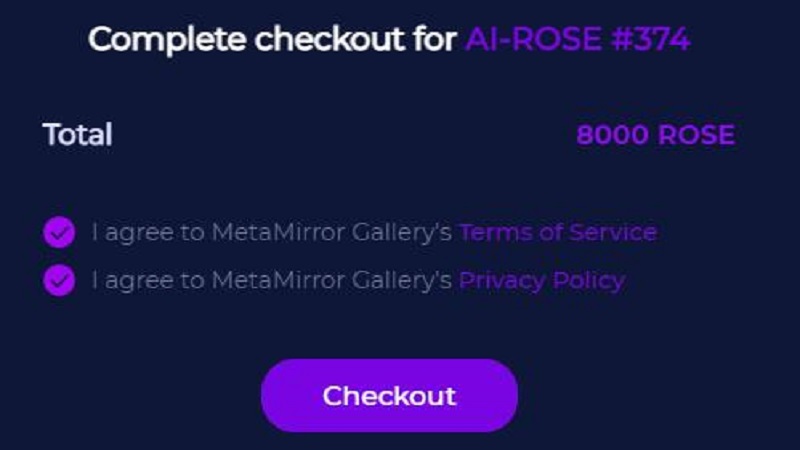 Complete checkout for AI-ROSE #374
Total 8000 ROSE
I agree to MetaMirror Gallery's Terms of Service
I agree to MetaMirror Gallery's Privacy Policy
Checkout